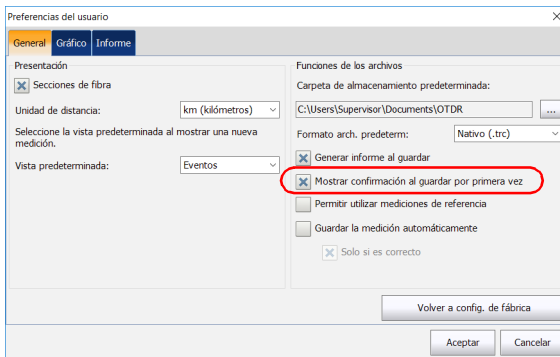 Preferencias del usuario
General Gráfico Informe
Presentación
Secciones de fibra
Unidad de distancia: km (kilómetros)
Seleccione la vista predeterminada al mostrar una nueva
medición.
Vista predeterminada: Eventos
Funciones de los archivos
Carpeta de almacenamiento predeterminada:
C:\Users\Supervisor\Documents\OTDR ...
Formato arch. predeterm: Nativo (.trc)
Generar informe al guardar
Mostrar confirmación al guardar por primera vez
Permitir utilizar mediciones de referencia
Guardar la medición automáticamente
Solo si es correcto
Volver a config. de fábrica
Aceptar Cancelar